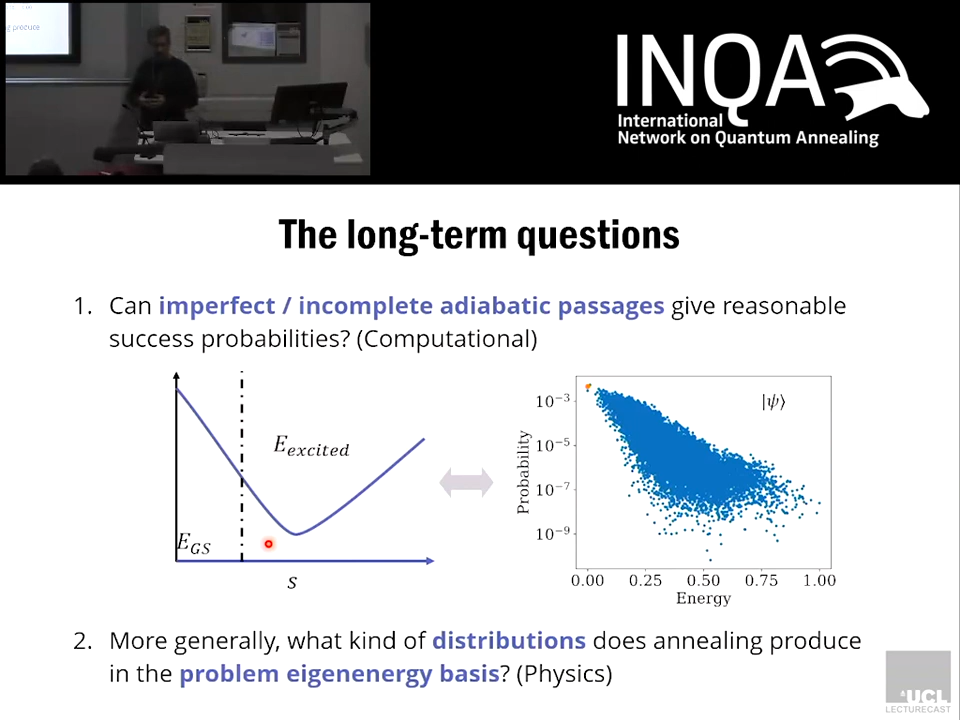 g produce
INQA
International
Network on Quantum Annealing
The long-term questions
1. Can imperfect / incomplete adiabatic passages give reasonable
success probabilities? (Computational)
E_excited
E_GS
s
Probability
10⁻³
10⁻⁵
10⁻⁷
10⁻⁹
|ψ⟩
0.00 0.25 0.50 0.75 1.00
Energy
2. More generally, what kind of distributions does annealing produce
in the problem eigenenergy basis? (Physics)
UCL
LECTURECAST